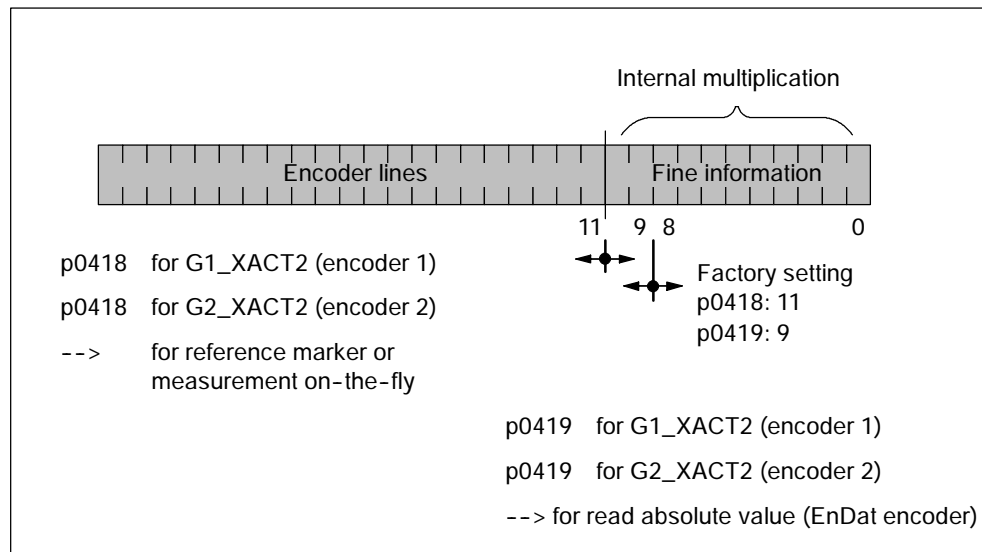 Internal multiplication
Encoder lines
Fine information
11 9 8 0
p0418 for G1_XACT2 (encoder 1)
p0418 for G2_XACT2 (encoder 2)
--> for reference marker or
measurement on-the-fly
Factory setting
p0418: 11
p0419: 9
p0419 for G1_XACT2 (encoder 1)
p0419 for G2_XACT2 (encoder 2)
--> for read absolute value (EnDat encoder)